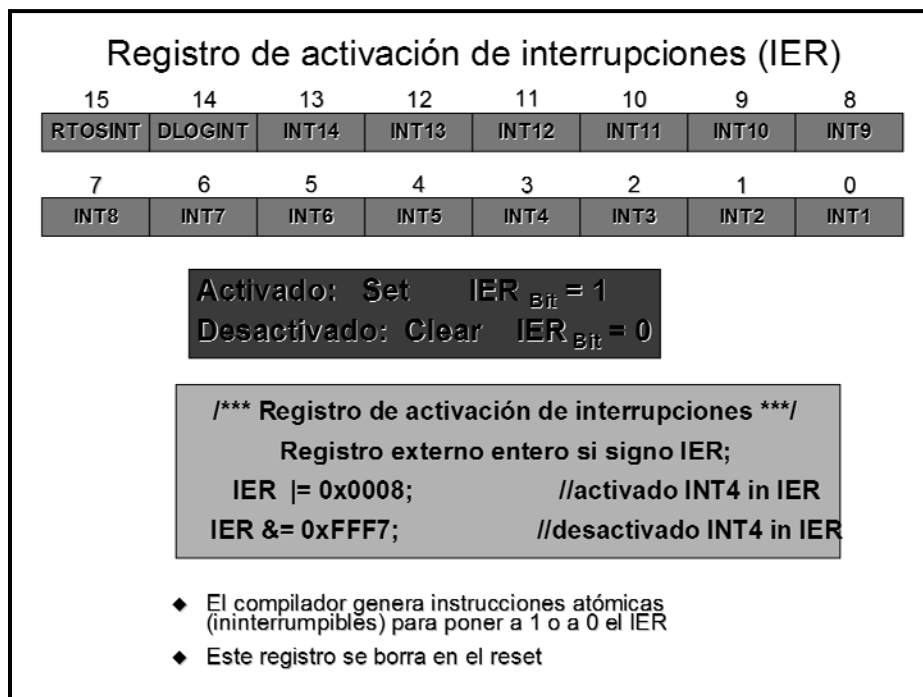 Registro de activación de interrupciones (IER)
15 14 13 12 11 10 9 8
RTOSINT DLOGINT INT14 INT13 INT12 INT11 INT10 INT9
7 6 5 4 3 2 1 0
INT8 INT7 INT6 INT5 INT4 INT3 INT2 INT1
Activado: Set IER Bit = 1
Desactivado: Clear IER Bit = 0
/*** Registro de activación de interrupciones ***/
Registro externo entero si signo IER;
IER |= 0x0008; //activado INT4 in IER
IER &= 0xFFF7; //desactivado INT4 in IER
◆ El compilador genera instrucciones atómicas
(ininterrumpibles) para poner a 1 o a 0 el IER
◆ Este registro se borra en el reset